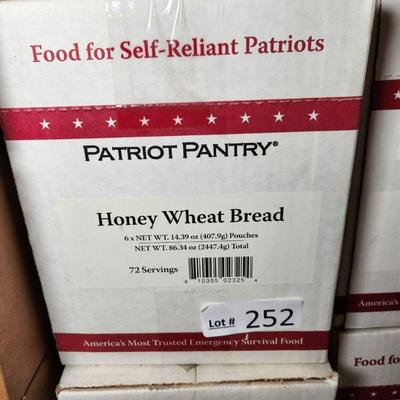 Food for Self-Reliant Patriots
PATRIOT PANTRY®
Honey Wheat Bread
6 x NET WT. 14.39 oz (407.9g) Pouches
NET WT. 86.34 oz (2447.4g) Total
72 Servings
8 10355 02325 4
Lot # 252
America's Most Trusted Emergency Survival Food
America's
Food fo